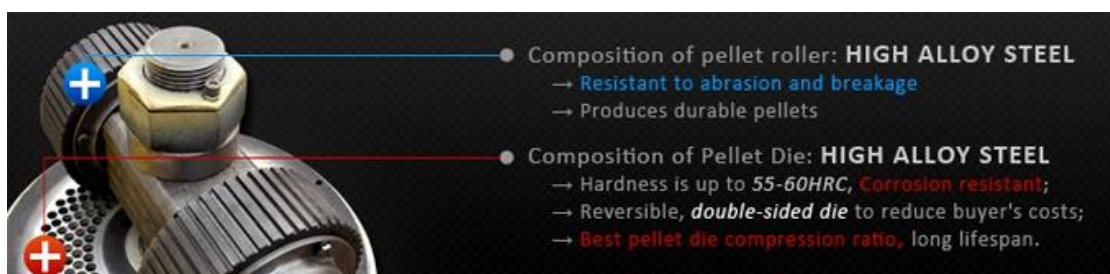 Composition of pellet roller: HIGH ALLOY STEEL
→ Resistant to abrasion and breakage
→ Produces durable pellets
Composition of Pellet Die: HIGH ALLOY STEEL
→ Hardness is up to 55-60HRC, Corrosion resistant;
→ Reversible, double-sided die to reduce buyer's costs;
→ Best pellet die compression ratio, long lifespan.